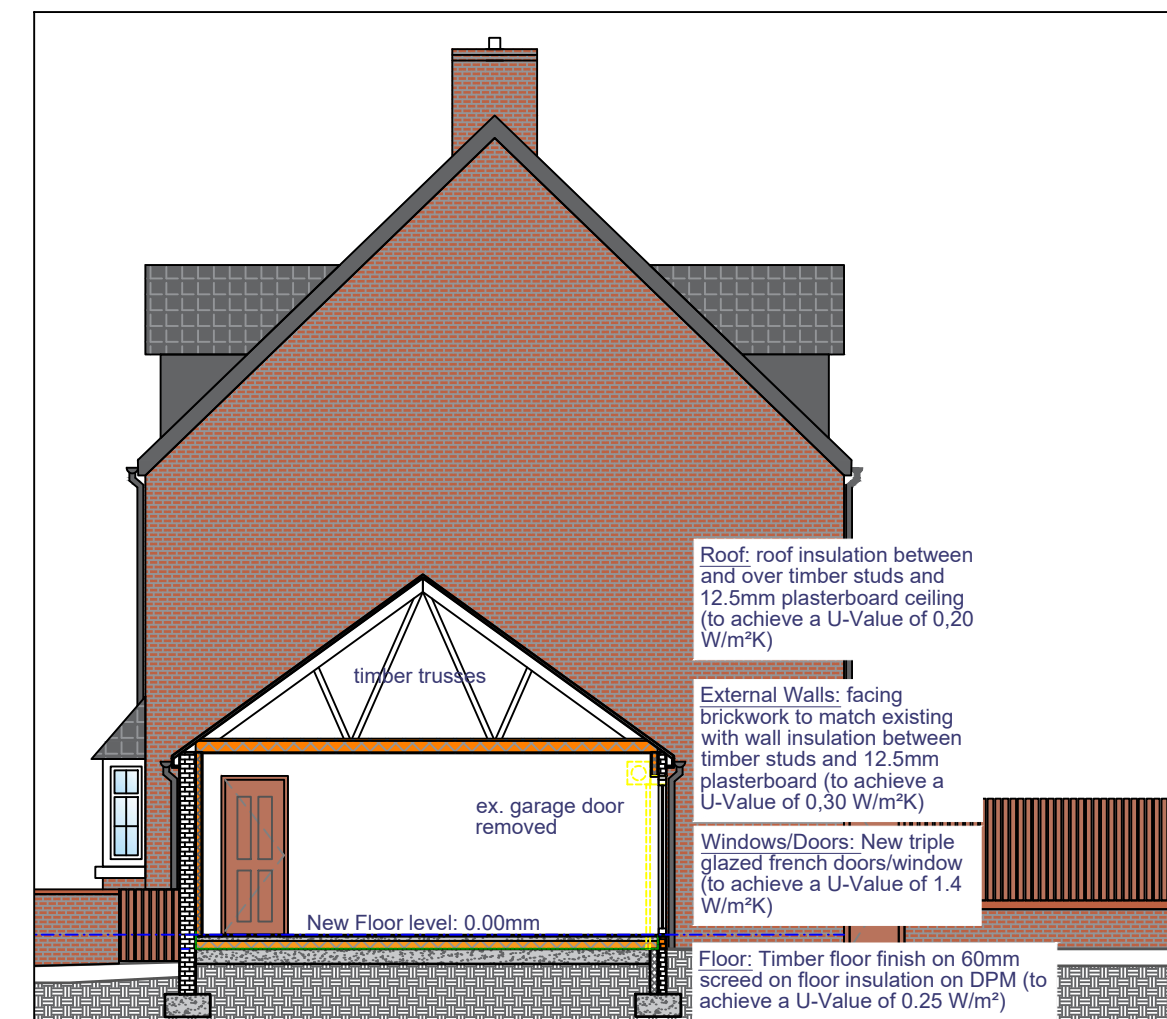 Roof: roof insulation between
and over timber studs and
12.5mm plasterboard ceiling
(to achieve a U-Value of 0,20
W/m²K)
timber trusses
External Walls: facing
brickwork to match existing
with wall insulation between
timber studs and 12.5mm
plasterboard (to achieve a
U-Value of 0,30 W/m²K)
ex. garage door
removed
Windows/Doors: New triple
glazed french doors/window
(to achieve a U-Value of 1.4
W/m²K)
New Floor level: 0.00mm
Floor: Timber floor finish on 60mm
screed on floor insulation on DPM (to
achieve a U-Value of 0.25 W/m²)